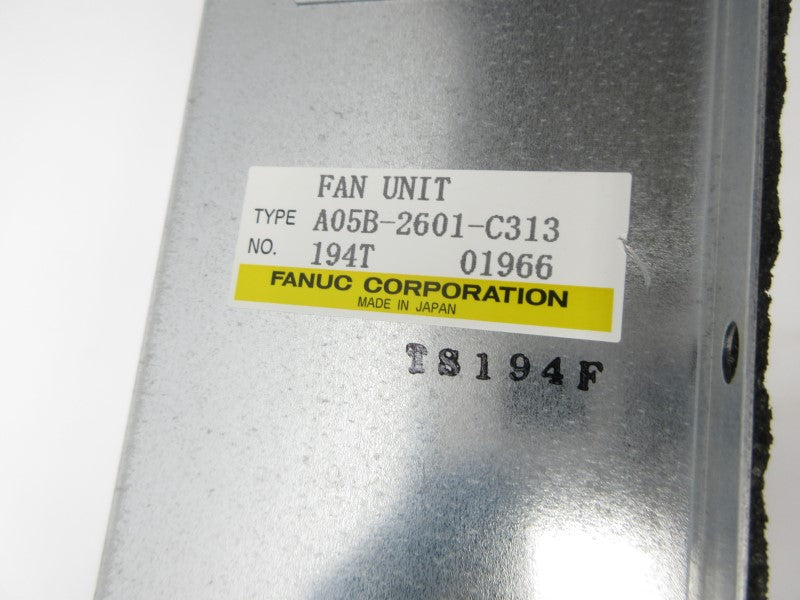 FAN UNIT
TYPE A05B-2601-C313
NO. 194T 01966
FANUC CORPORATION
MADE IN JAPAN
TS194F